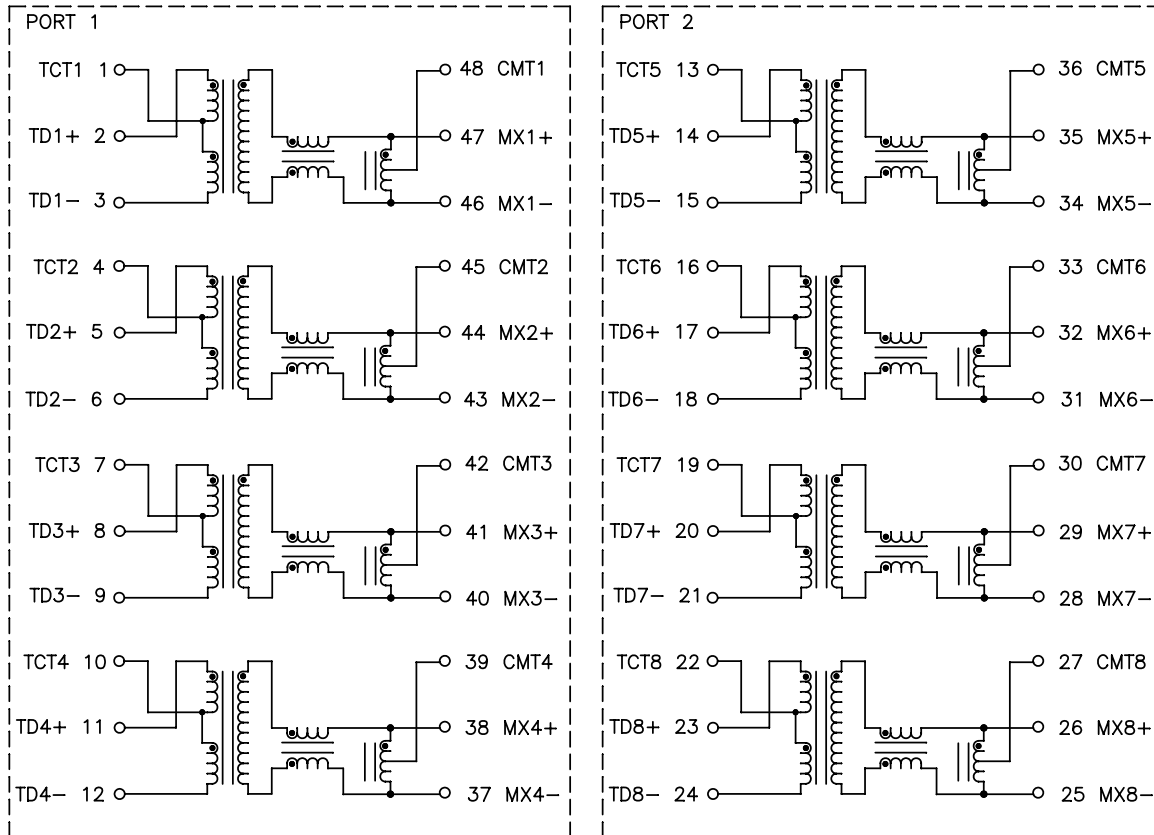 PORT 1
TCT1 1
48 CMT1
TD1+ 2
47 MX1+
TD1- 3
46 MX1-
TCT2 4
45 CMT2
TD2+ 5
44 MX2+
TD2- 6
43 MX2-
TCT3 7
42 CMT3
TD3+ 8
41 MX3+
TD3- 9
40 MX3-
TCT4 10
39 CMT4
TD4+ 11
38 MX4+
TD4- 12
37 MX4-
PORT 2
TCT5 13
36 CMT5
TD5+ 14
35 MX5+
TD5- 15
34 MX5-
TCT6 16
33 CMT6
TD6+ 17
32 MX6+
TD6- 18
31 MX6-
TCT7 19
30 CMT7
TD7+ 20
29 MX7+
TD7- 21
28 MX7-
TCT8 22
27 CMT8
TD8+ 23
26 MX8+
TD8- 24
25 MX8-